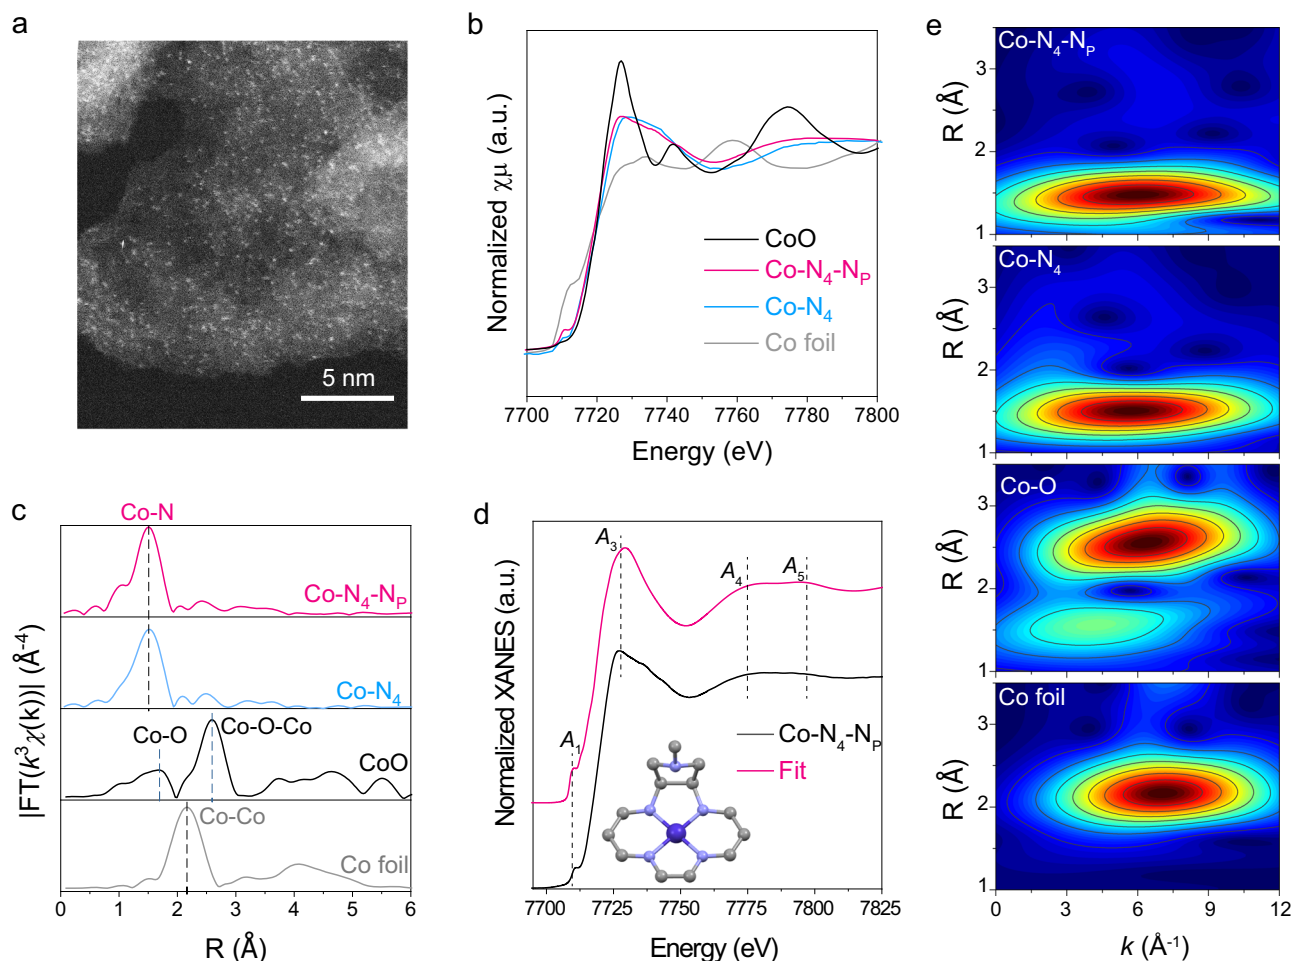 a
5 nm
b
Normalized χμ (a.u.)
CoO
Co-N4-NP
Co-N4
Co foil
7700 7720 7740 7760 7780 7800
Energy (eV)
c
|FT(k³χ(k))| (Å⁻⁴)
Co-N
Co-N4-NP
Co-N4
Co-O
Co-O-Co
CoO
Co-Co
Co foil
0 1 2 3 4 5 6
R (Å)
d
Normalized XANES (a.u.)
A3
A4
A5
A1
Co-N4-NP
Fit
7700 7725 7750 7775 7800 7825
Energy (eV)
e
Co-N4-NP
R (Å)
3
2
1
Co-N4
R (Å)
3
2
1
Co-O
R (Å)
3
2
1
Co foil
R (Å)
3
2
1
0 3 6 9 12
k (Å⁻¹)